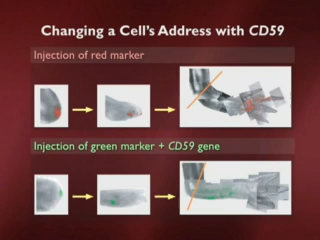 Changing a Cell's Address with CD59
Injection of red marker
Injection of green marker + CD59 gene